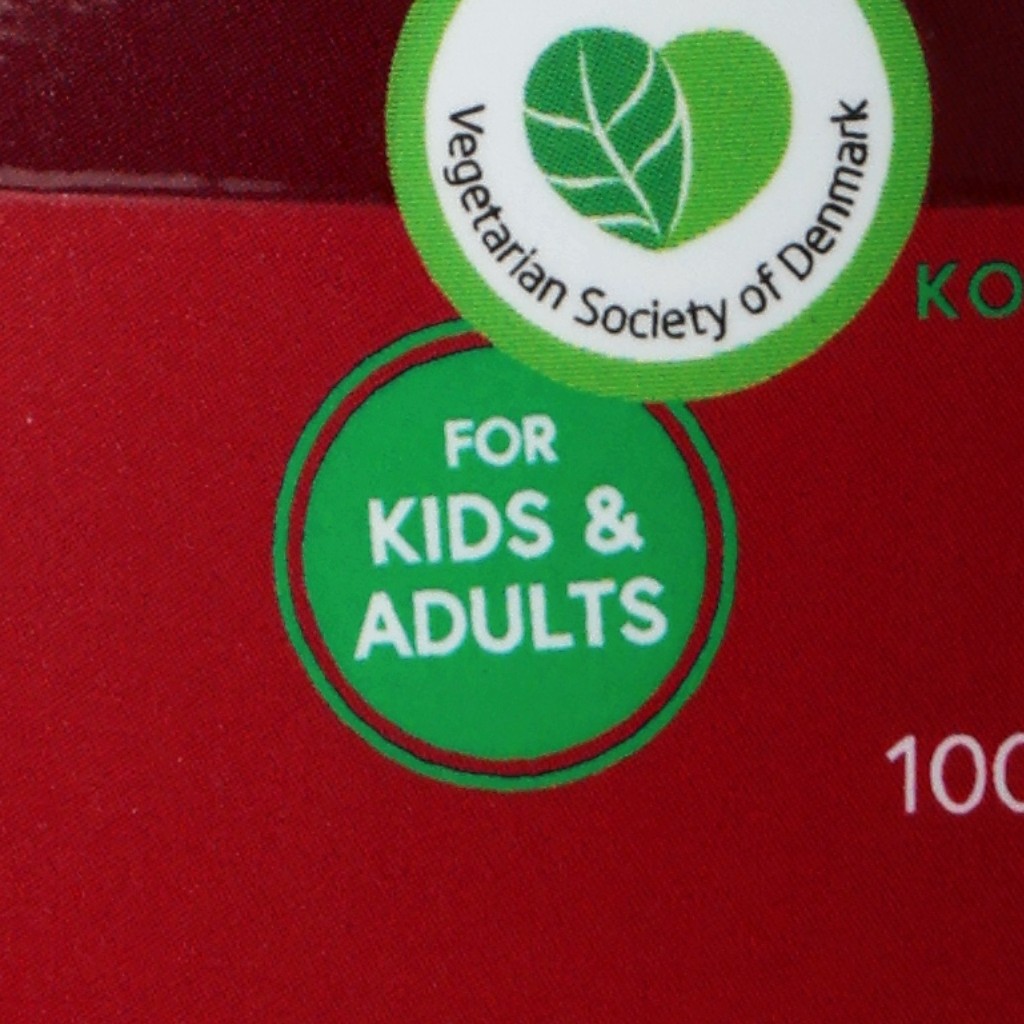 Vegetarian Society of Denmark
FOR
KIDS &
ADULTS